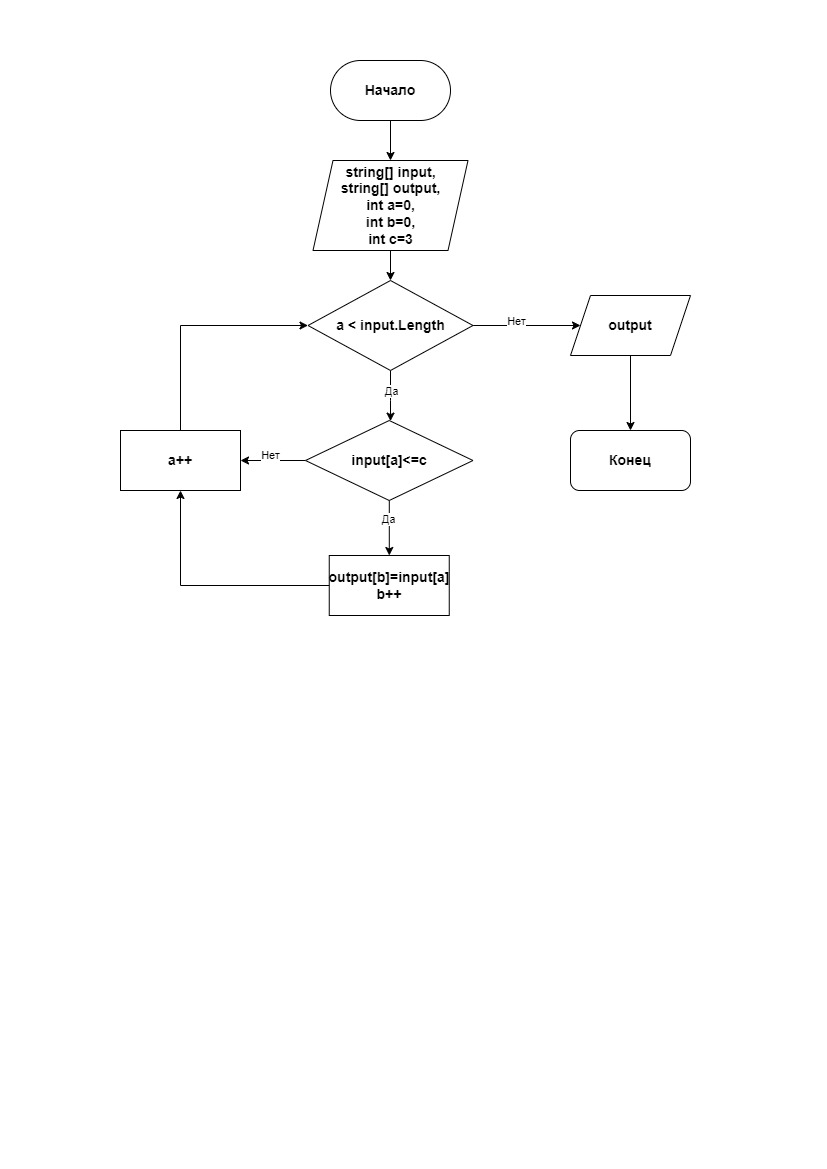 Начало
string[] input,
string[] output,
int a=0,
int b=0,
int c=3
a < input.Length
Нет
output
Да
a++
Нет
input[a]<=c
Конец
Да
output[b]=input[a]
b++